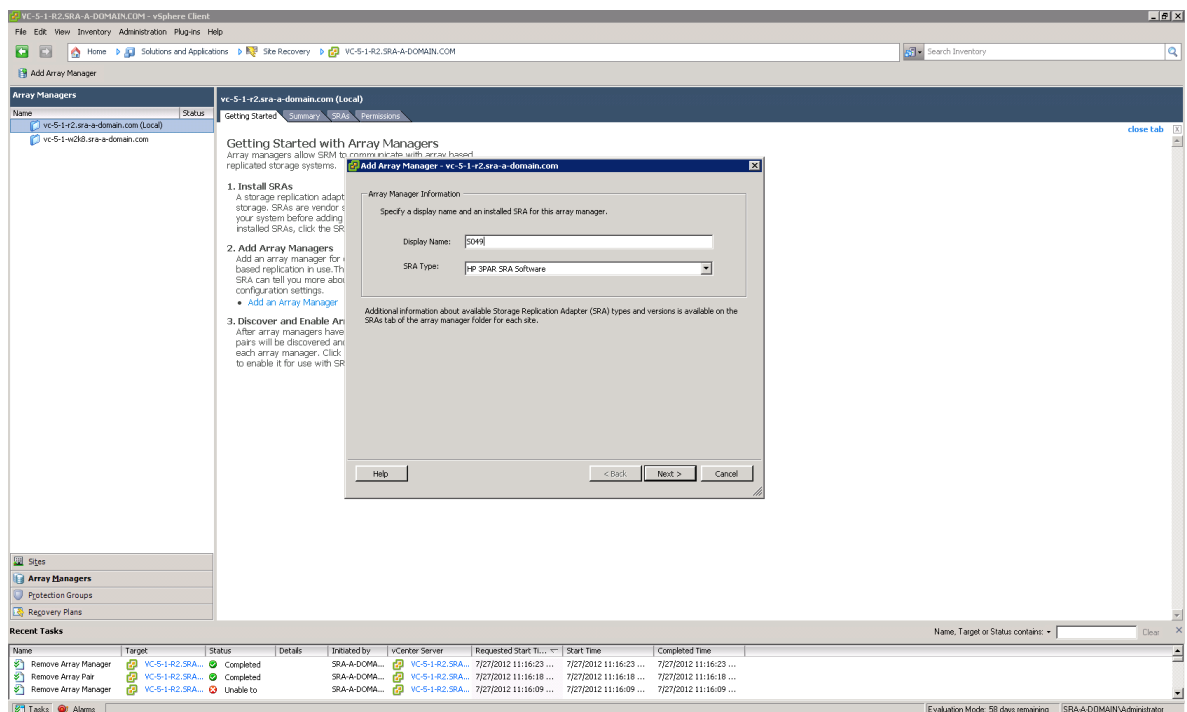 VC-5-1-R2.SRA-A-DOMAIN.COM - vSphere Client
File Edit View Inventory Administration Plug-ins Help
Home Solutions and Applications Site Recovery VC-5-1-R2.SRA-A-DOMAIN.COM
Search Inventory
Add Array Manager
Array Managers
Name Status
vc-5-1-r2.sra-a-domain.com (Local)
vc-5-1-w2k8.sra-a-domain.com
vc-5-1-r2.sra-a-domain.com (Local)
Getting Started Summary SRAs Permissions
close tab
Getting Started with Array Managers
Array managers allow SRM to communicate with array based
replicated storage systems.
1. Install SRAs
A storage replication adapt
storage. SRAs are vendor s
your system before adding
installed SRAs, click the SR
2. Add Array Managers
Add an array manager for
based replication in use. Th
SRA can tell you more abou
configuration settings.
• Add an Array Manager
3. Discover and Enable Arr
After array managers have
pairs will be discovered and
each array manager. Click
to enable it for use with SR
Add Array Manager - vc-5-1-r2.sra-a-domain.com
Array Manager Information
Specify a display name and an installed SRA for this array manager.
Display Name: S049
SRA Type: HP 3PAR SRA Software
Additional information about available Storage Replication Adapter (SRA) types and versions is available on the
SRAs tab of the array manager folder for each site.
Help < Back Next > Cancel
Sites
Array Managers
Protection Groups
Recovery Plans
Recent Tasks
Name, Target or Status contains: Clear
Name Target Status Details Initiated by vCenter Server Requested Start Ti... Start Time Completed Time
Remove Array Manager VC-5-1-R2.SRA... Completed SRA-A-DOMA... VC-5-1-R2.SRA... 7/27/2012 11:16:23 ... 7/27/2012 11:16:23 ... 7/27/2012 11:16:23 ...
Remove Array Pair VC-5-1-R2.SRA... Completed SRA-A-DOMA... VC-5-1-R2.SRA... 7/27/2012 11:16:18 ... 7/27/2012 11:16:18 ... 7/27/2012 11:16:18 ...
Remove Array Manager VC-5-1-R2.SRA... Unable to SRA-A-DOMA... VC-5-1-R2.SRA... 7/27/2012 11:16:09 ... 7/27/2012 11:16:09 ... 7/27/2012 11:16:09 ...
Tasks Alarms
Evaluation Mode: 58 days remaining SRA-A-DOMAIN\Administrator